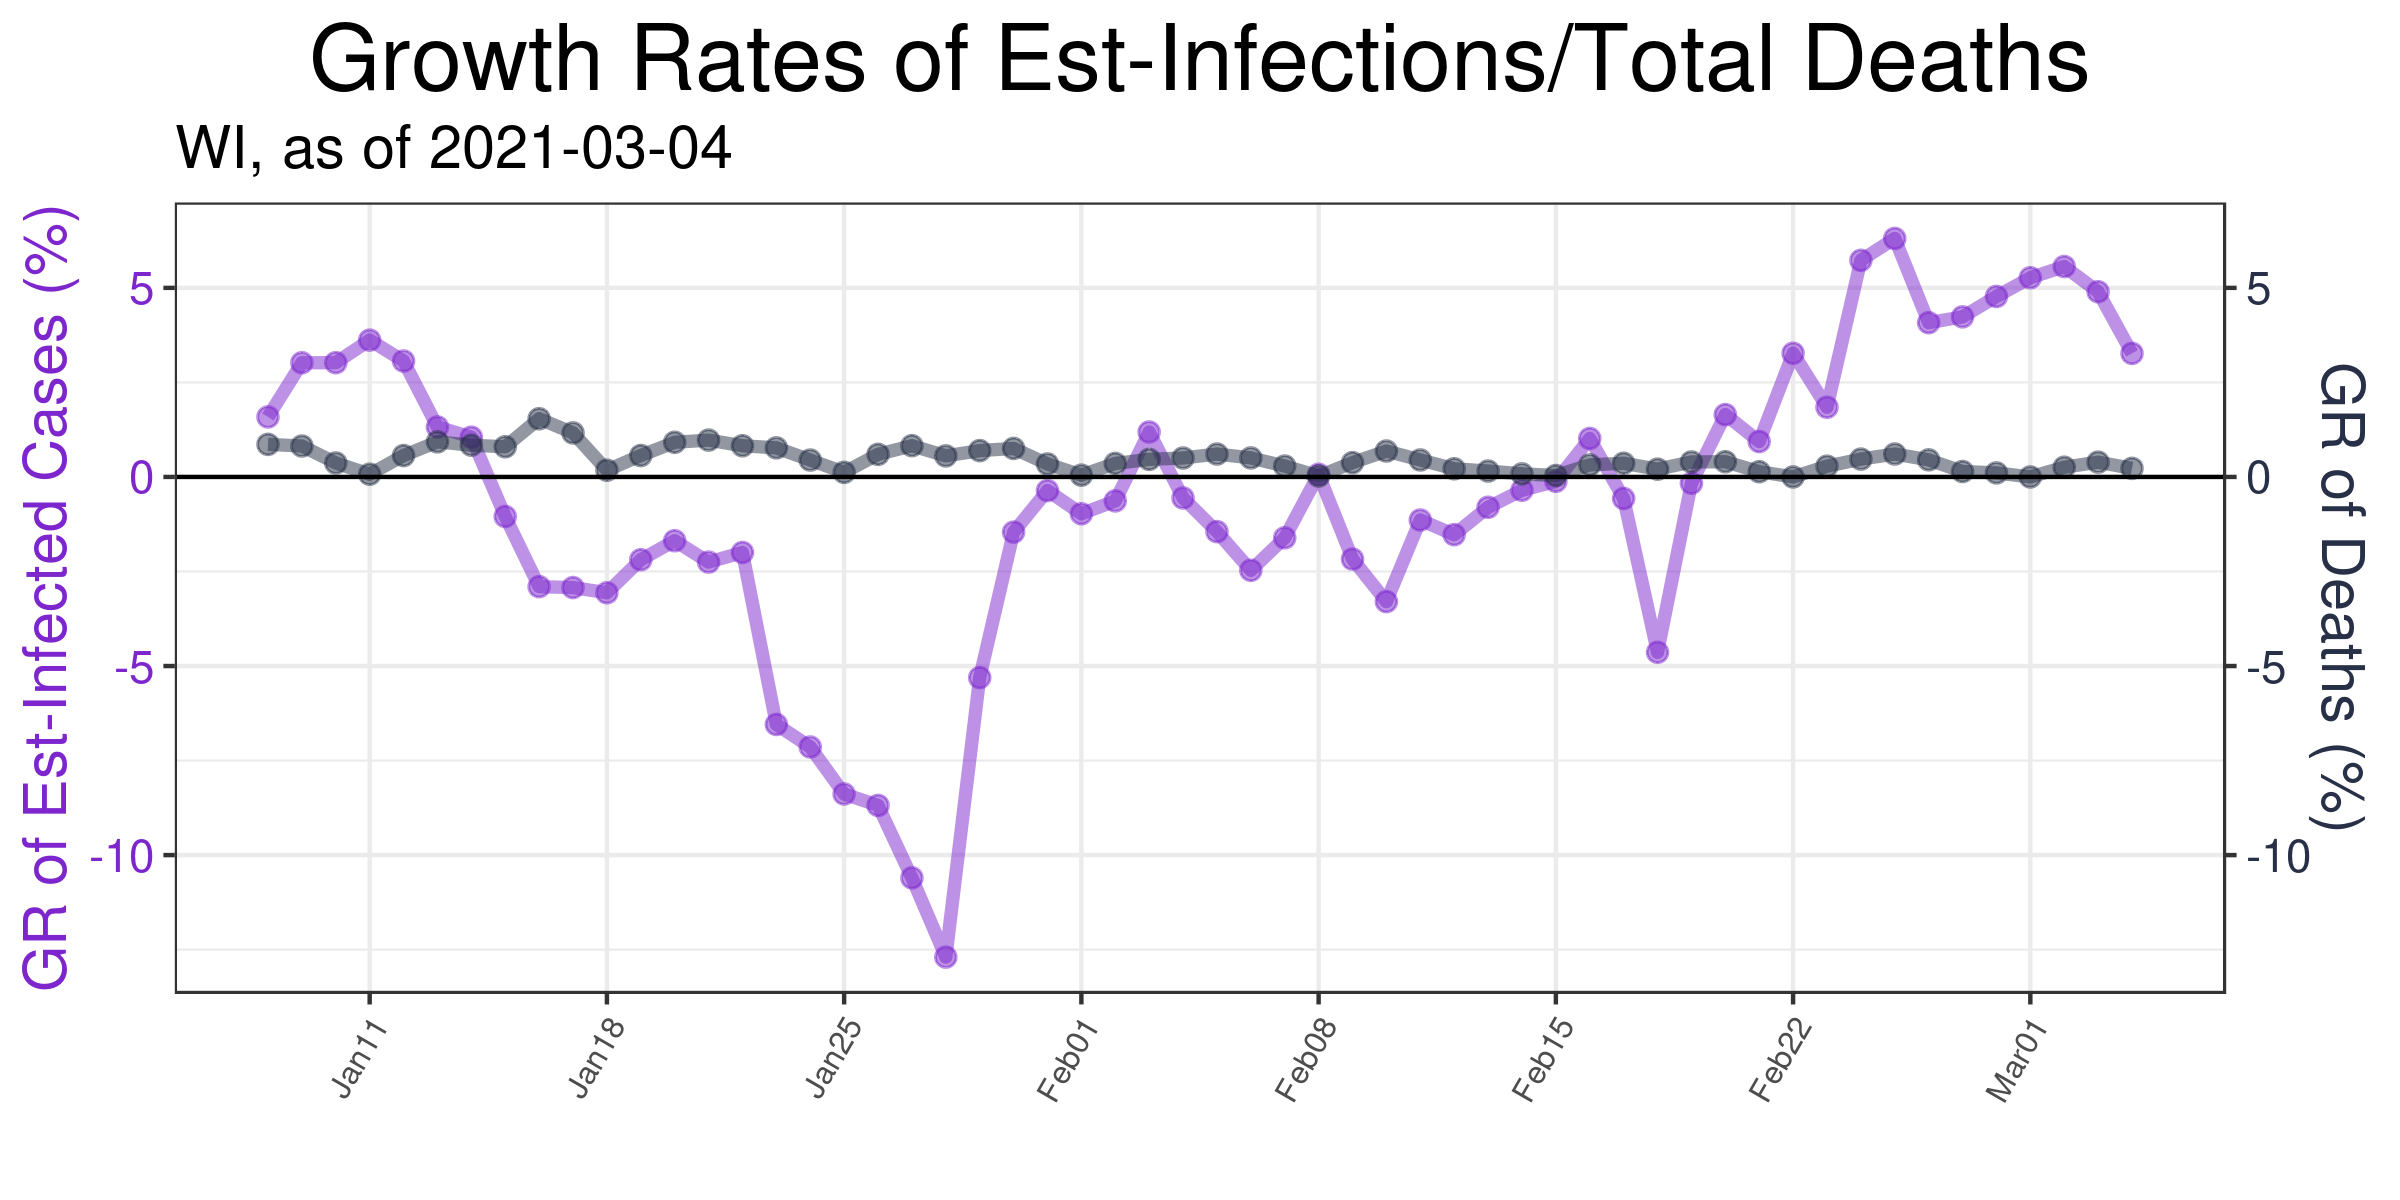 Growth Rates of Est-Infections/Total Deaths
WI, as of 2021-03-04
GR of Est-Infected Cases (%)
5
0
-5
-10
5
0
-5
-10
GR of Deaths (%)
Jan11
Jan18
Jan25
Feb01
Feb08
Feb15
Feb22
Mar01